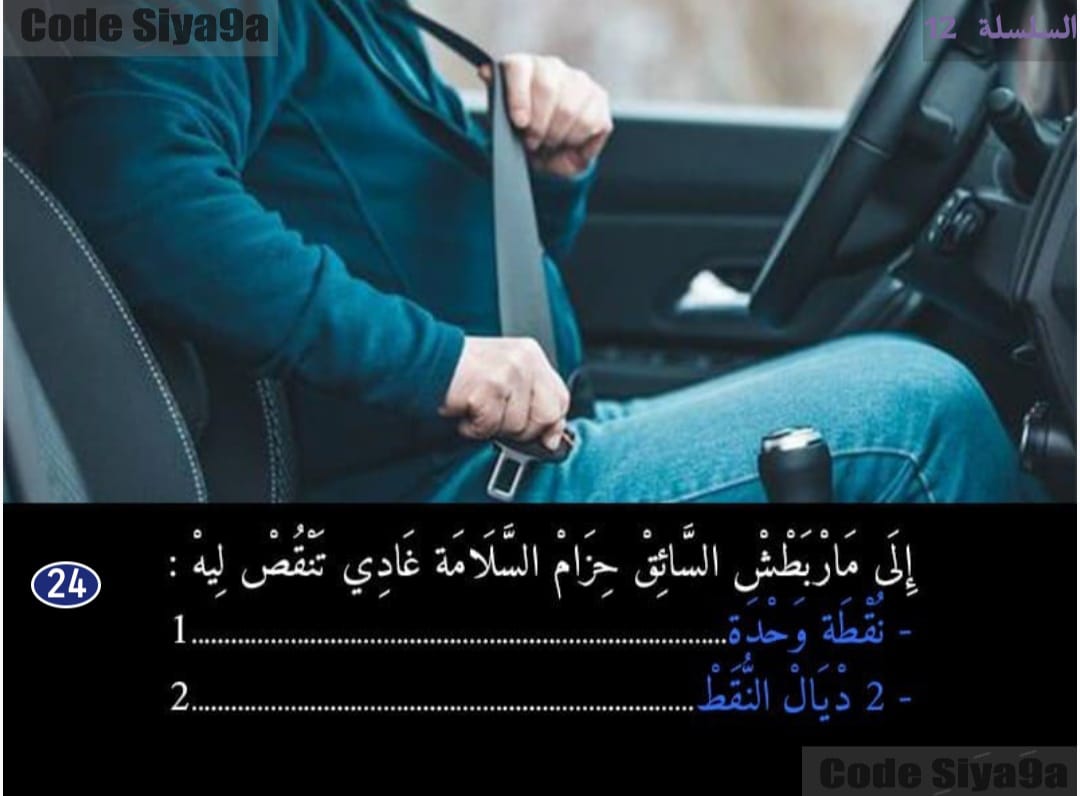 Code Siya9a
السلسلة 12
إِلَى مَارْبَطْشْ السَّائِقْ حِزَامْ السَّلَامَة غَادِي تَنْقُصْ لِيهْ :
24
- نُقْطَة وَحْدَة................................................................................1
- 2 دْيَالْ النُّقَطْ............................................................................2
Code Siya9a